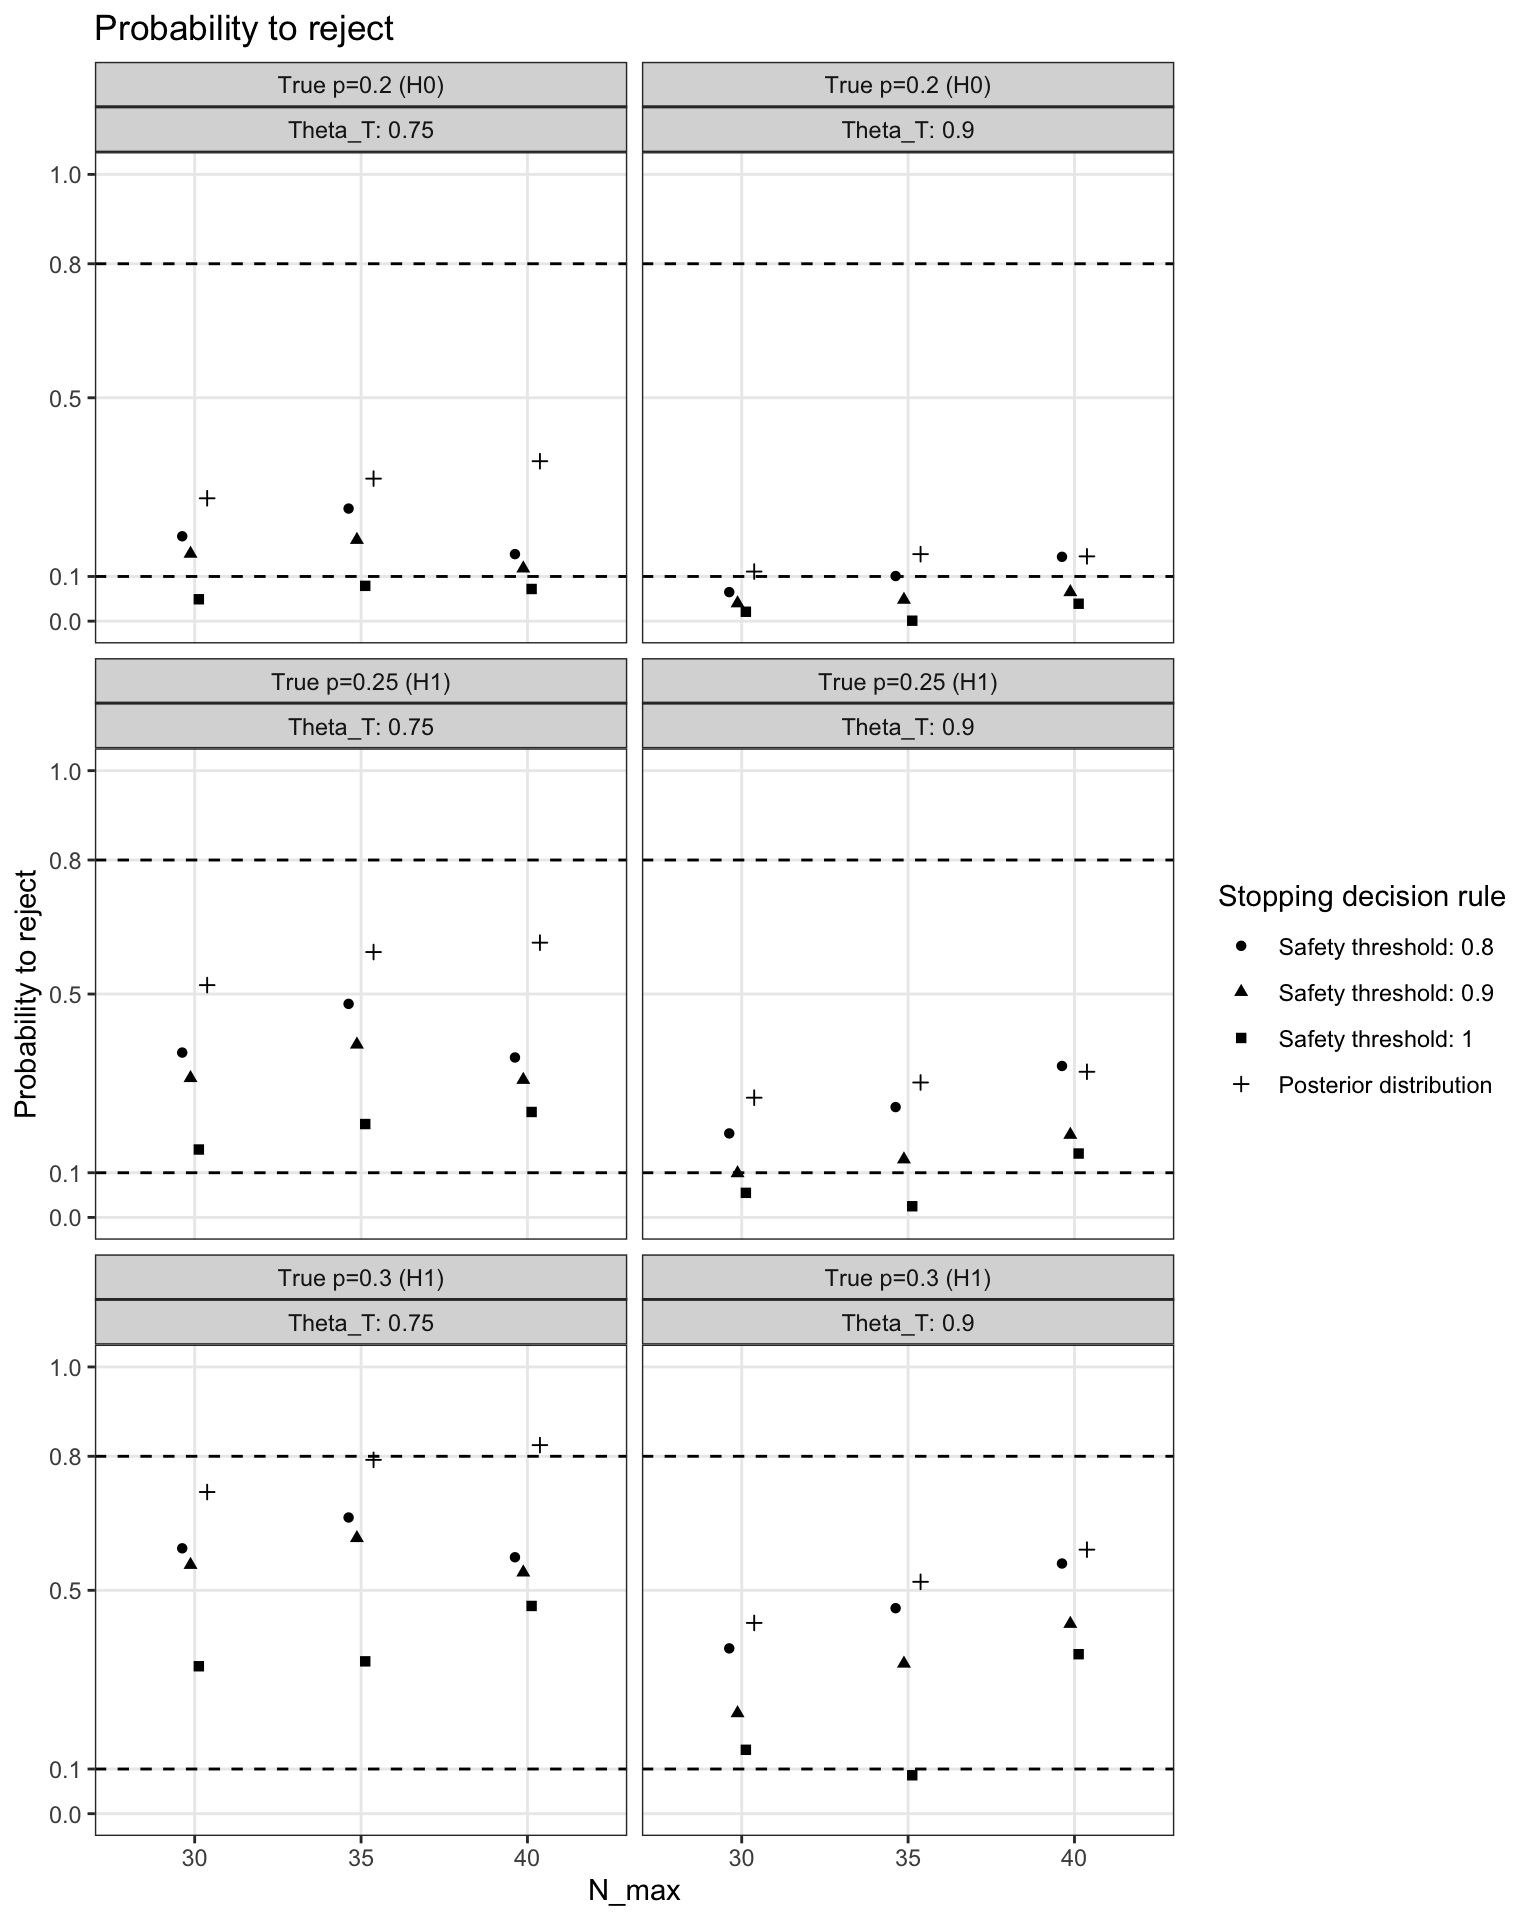 Probability to reject
True p=0.2 (H0)
True p=0.2 (H0)
Theta_T: 0.75
Theta_T: 0.9
1.0
0.8
0.5
0.1
0.0
True p=0.25 (H1)
True p=0.25 (H1)
Theta_T: 0.75
Theta_T: 0.9
1.0
0.8
0.5
0.1
0.0
Probability to reject
True p=0.3 (H1)
True p=0.3 (H1)
Theta_T: 0.75
Theta_T: 0.9
1.0
0.8
0.5
0.1
0.0
30
35
40
30
35
40
N_max
Stopping decision rule
Safety threshold: 0.8
Safety threshold: 0.9
Safety threshold: 1
Posterior distribution